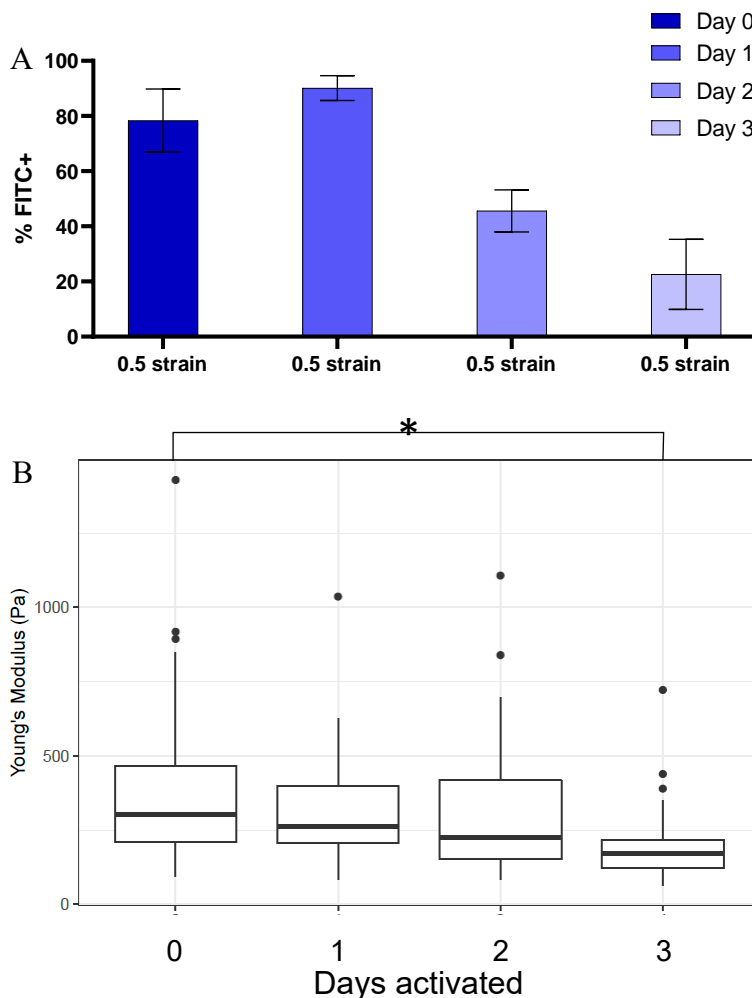 A
Day 0
Day 1
Day 2
Day 3
% FITC+
100
80
60
40
20
0
0.5 strain 0.5 strain 0.5 strain 0.5 strain
*
B
Young's Modulus (Pa)
1000
500
0
0 1 2 3
Days activated